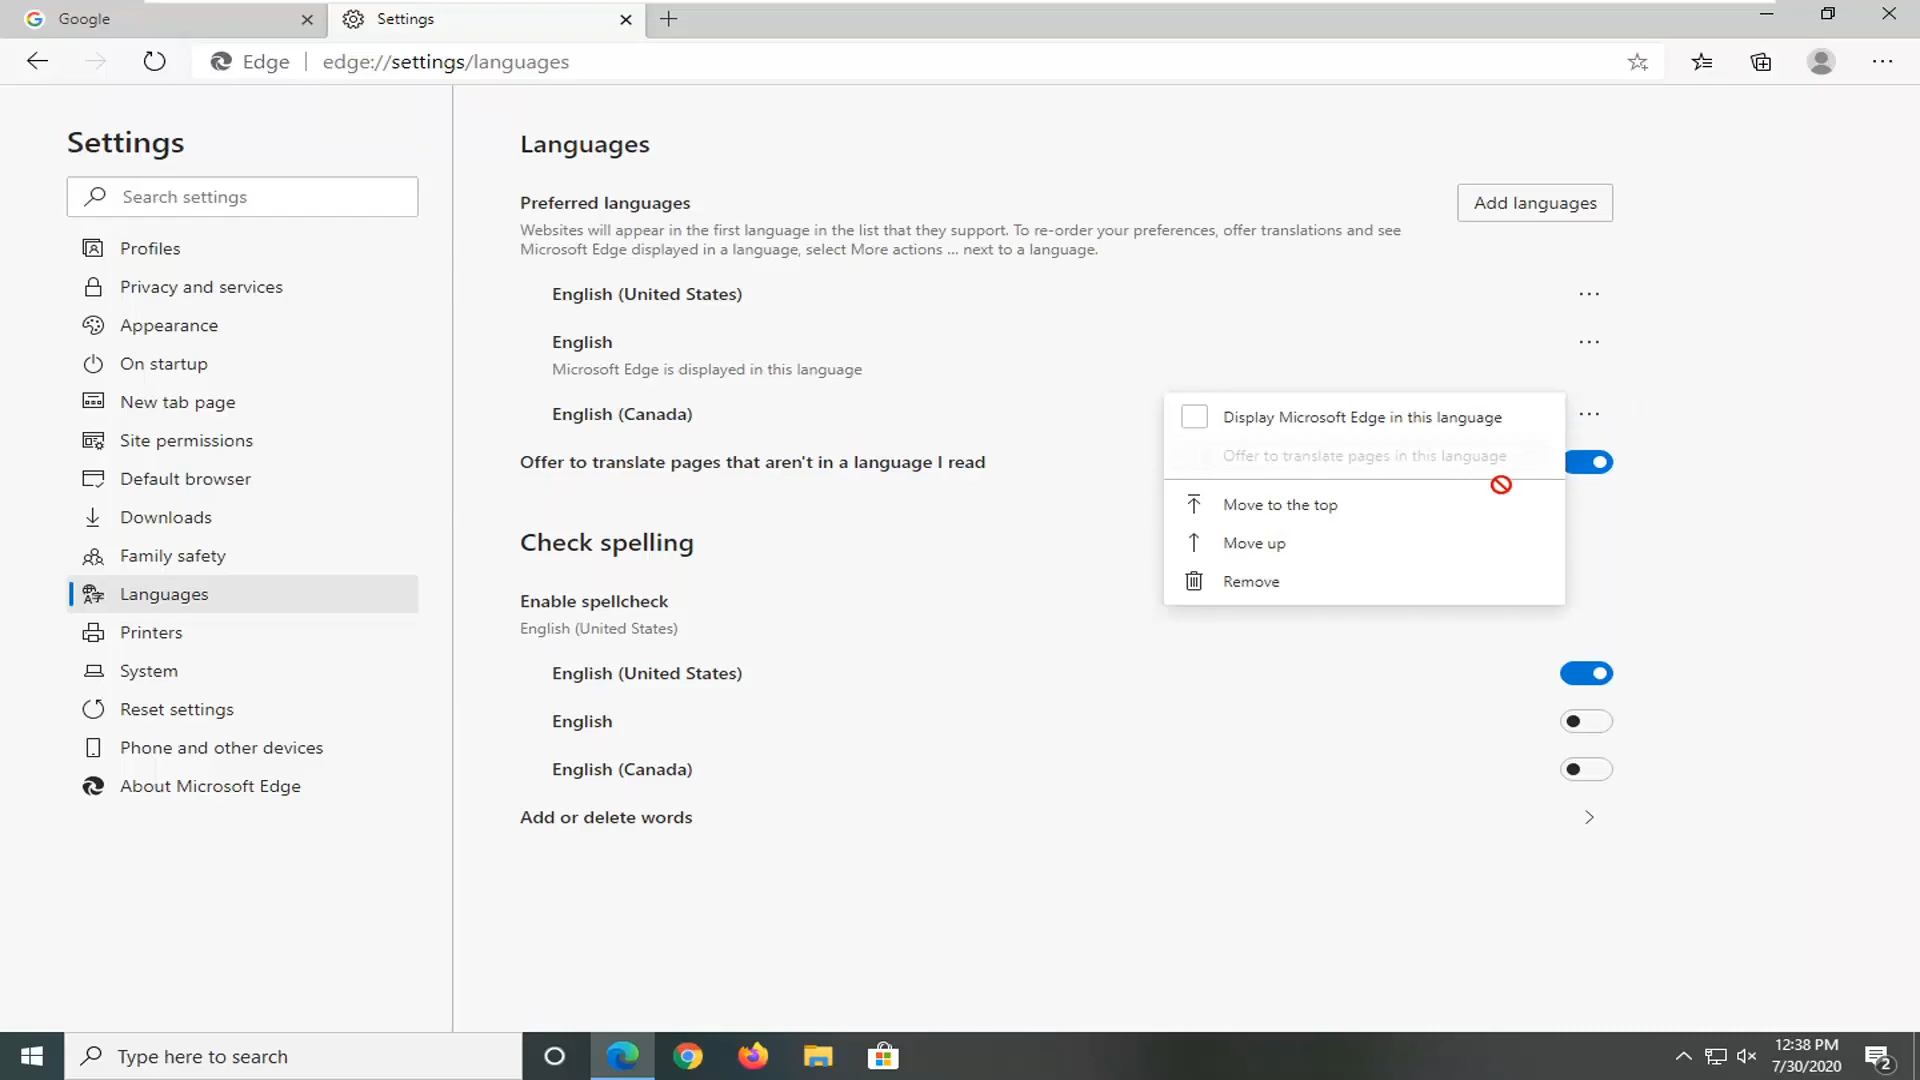 Google
Settings
Edge
edge://settings/languages
Settings
Search settings
Profiles
Privacy and services
Appearance
On startup
New tab page
Site permissions
Default browser
Downloads
Family safety
Languages
Printers
System
Reset settings
Phone and other devices
About Microsoft Edge
Languages
Preferred languages
Add languages
Websites will appear in the first language in the list that they support. To re-order your preferences, offer translations and see
Microsoft Edge displayed in a language, select More actions ... next to a language.
English (United States)
English
Microsoft Edge is displayed in this language
English (Canada)
Display Microsoft Edge in this language
Offer to translate pages in this language
Move to the top
Move up
Remove
Offer to translate pages that aren't in a language I read
Check spelling
Enable spellcheck
English (United States)
English (United States)
English
English (Canada)
Add or delete words
Type here to search
12:38 PM
7/30/2020
2